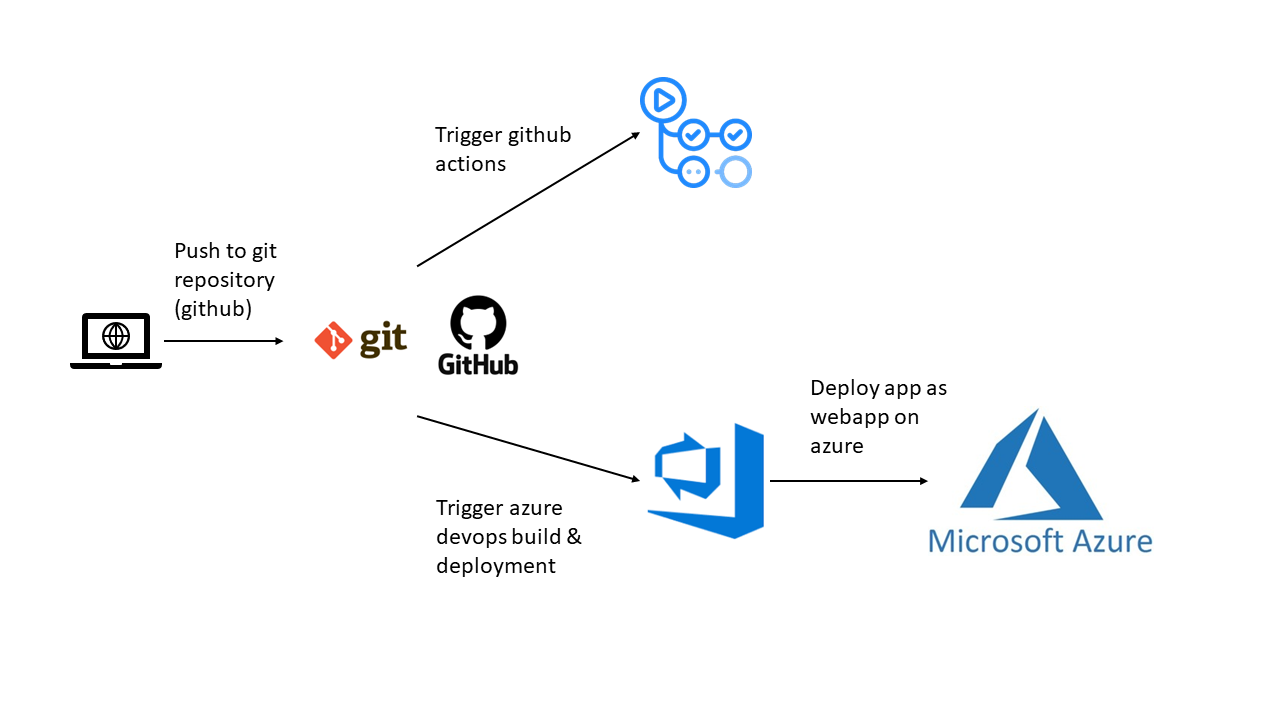 Trigger github
actions
Push to git
repository
(github)
git
GitHub
Deploy app as
webapp on
azure
Trigger azure
devops build &
deployment
Microsoft Azure